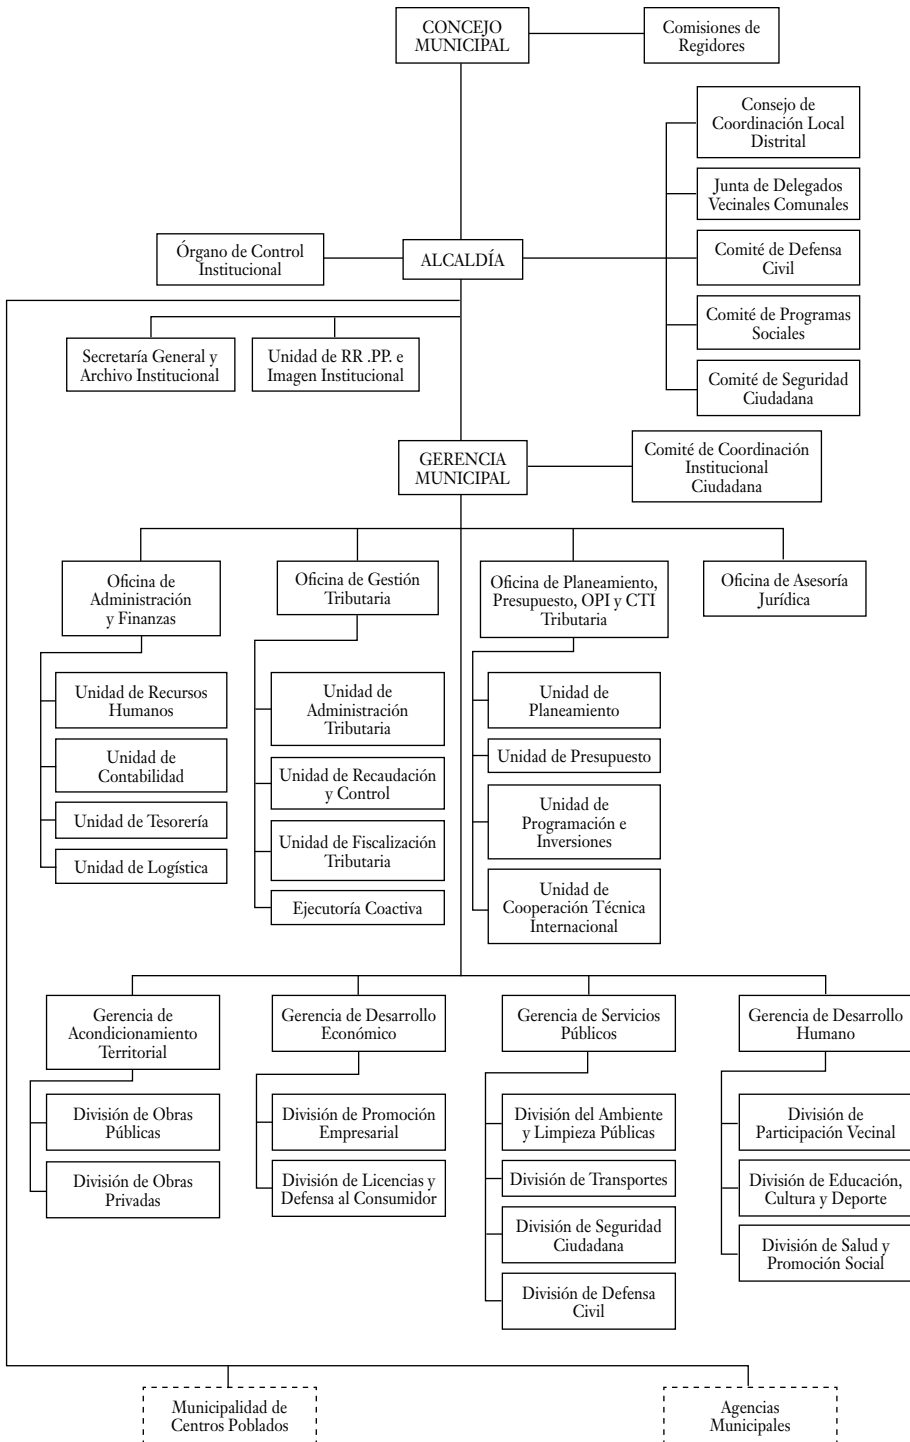 CONCEJO
MUNICIPAL
Comisiones de
Regidores
Consejo de
Coordinación Local
Distrital
Junta de Delegados
Vecinales Comunales
Órgano de Control
Institucional
ALCALDÍA
Comité de Defensa
Civil
Comité de Programas
Sociales
Secretaría General y
Archivo Institucional
Unidad de RR .PP. e
Imagen Institucional
Comité de Seguridad
Ciudadana
GERENCIA
MUNICIPAL
Comité de Coordinación
Institucional
Ciudadana
Oficina de
Administración
y Finanzas
Oficina de Gestión
Tributaria
Oficina de Planeamiento,
Presupuesto, OPI y CTI
Tributaria
Oficina de Asesoría
Jurídica
Unidad de Recursos
Humanos
Unidad de
Contabilidad
Unidad de Tesorería
Unidad de Logística
Unidad de
Administración
Tributaria
Unidad de Recaudación
y Control
Unidad de Fiscalización
Tributaria
Ejecutoría Coactiva
Unidad de
Planeamiento
Unidad de Presupuesto
Unidad de
Programación e
Inversiones
Unidad de
Cooperación Técnica
Internacional
Gerencia de
Acondicionamiento
Territorial
Gerencia de Desarrollo
Económico
Gerencia de Servicios
Públicos
Gerencia de Desarrollo
Humano
División de Obras
Públicas
División de Obras
Privadas
División de Promoción
Empresarial
División de Licencias y
Defensa al Consumidor
División del Ambiente
y Limpieza Públicas
División de Transportes
División de Seguridad
Ciudadana
División de Defensa
Civil
División de
Participación Vecinal
División de Educación,
Cultura y Deporte
División de Salud y
Promoción Social
Municipalidad de
Centros Poblados
Agencias
Municipales